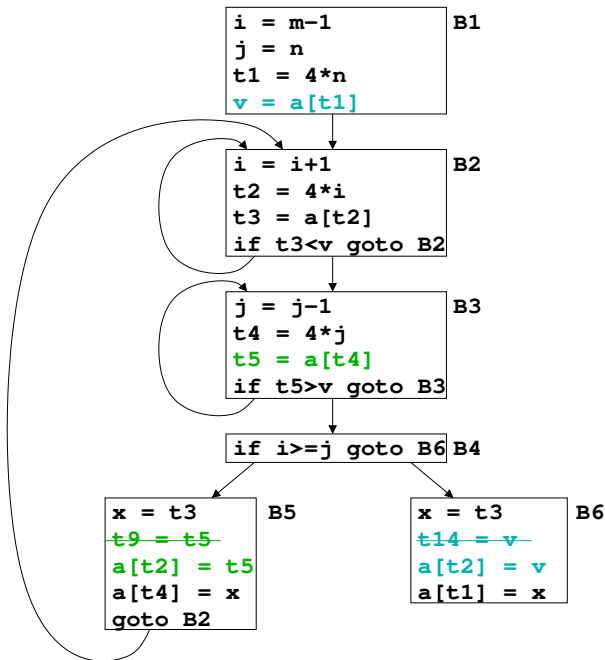 i = m-1 B1
j = n
t1 = 4*n
v = a[t1]
i = i+1 B2
t2 = 4*i
t3 = a[t2]
if t3<v goto B2
j = j-1 B3
t4 = 4*j
t5 = a[t4]
if t5>v goto B3
if i>=j goto B6 B4
x = t3 B5
t9 = t5
a[t2] = t5
a[t4] = x
goto B2
x = t3 B6
t14 = v
a[t2] = v
a[t1] = x